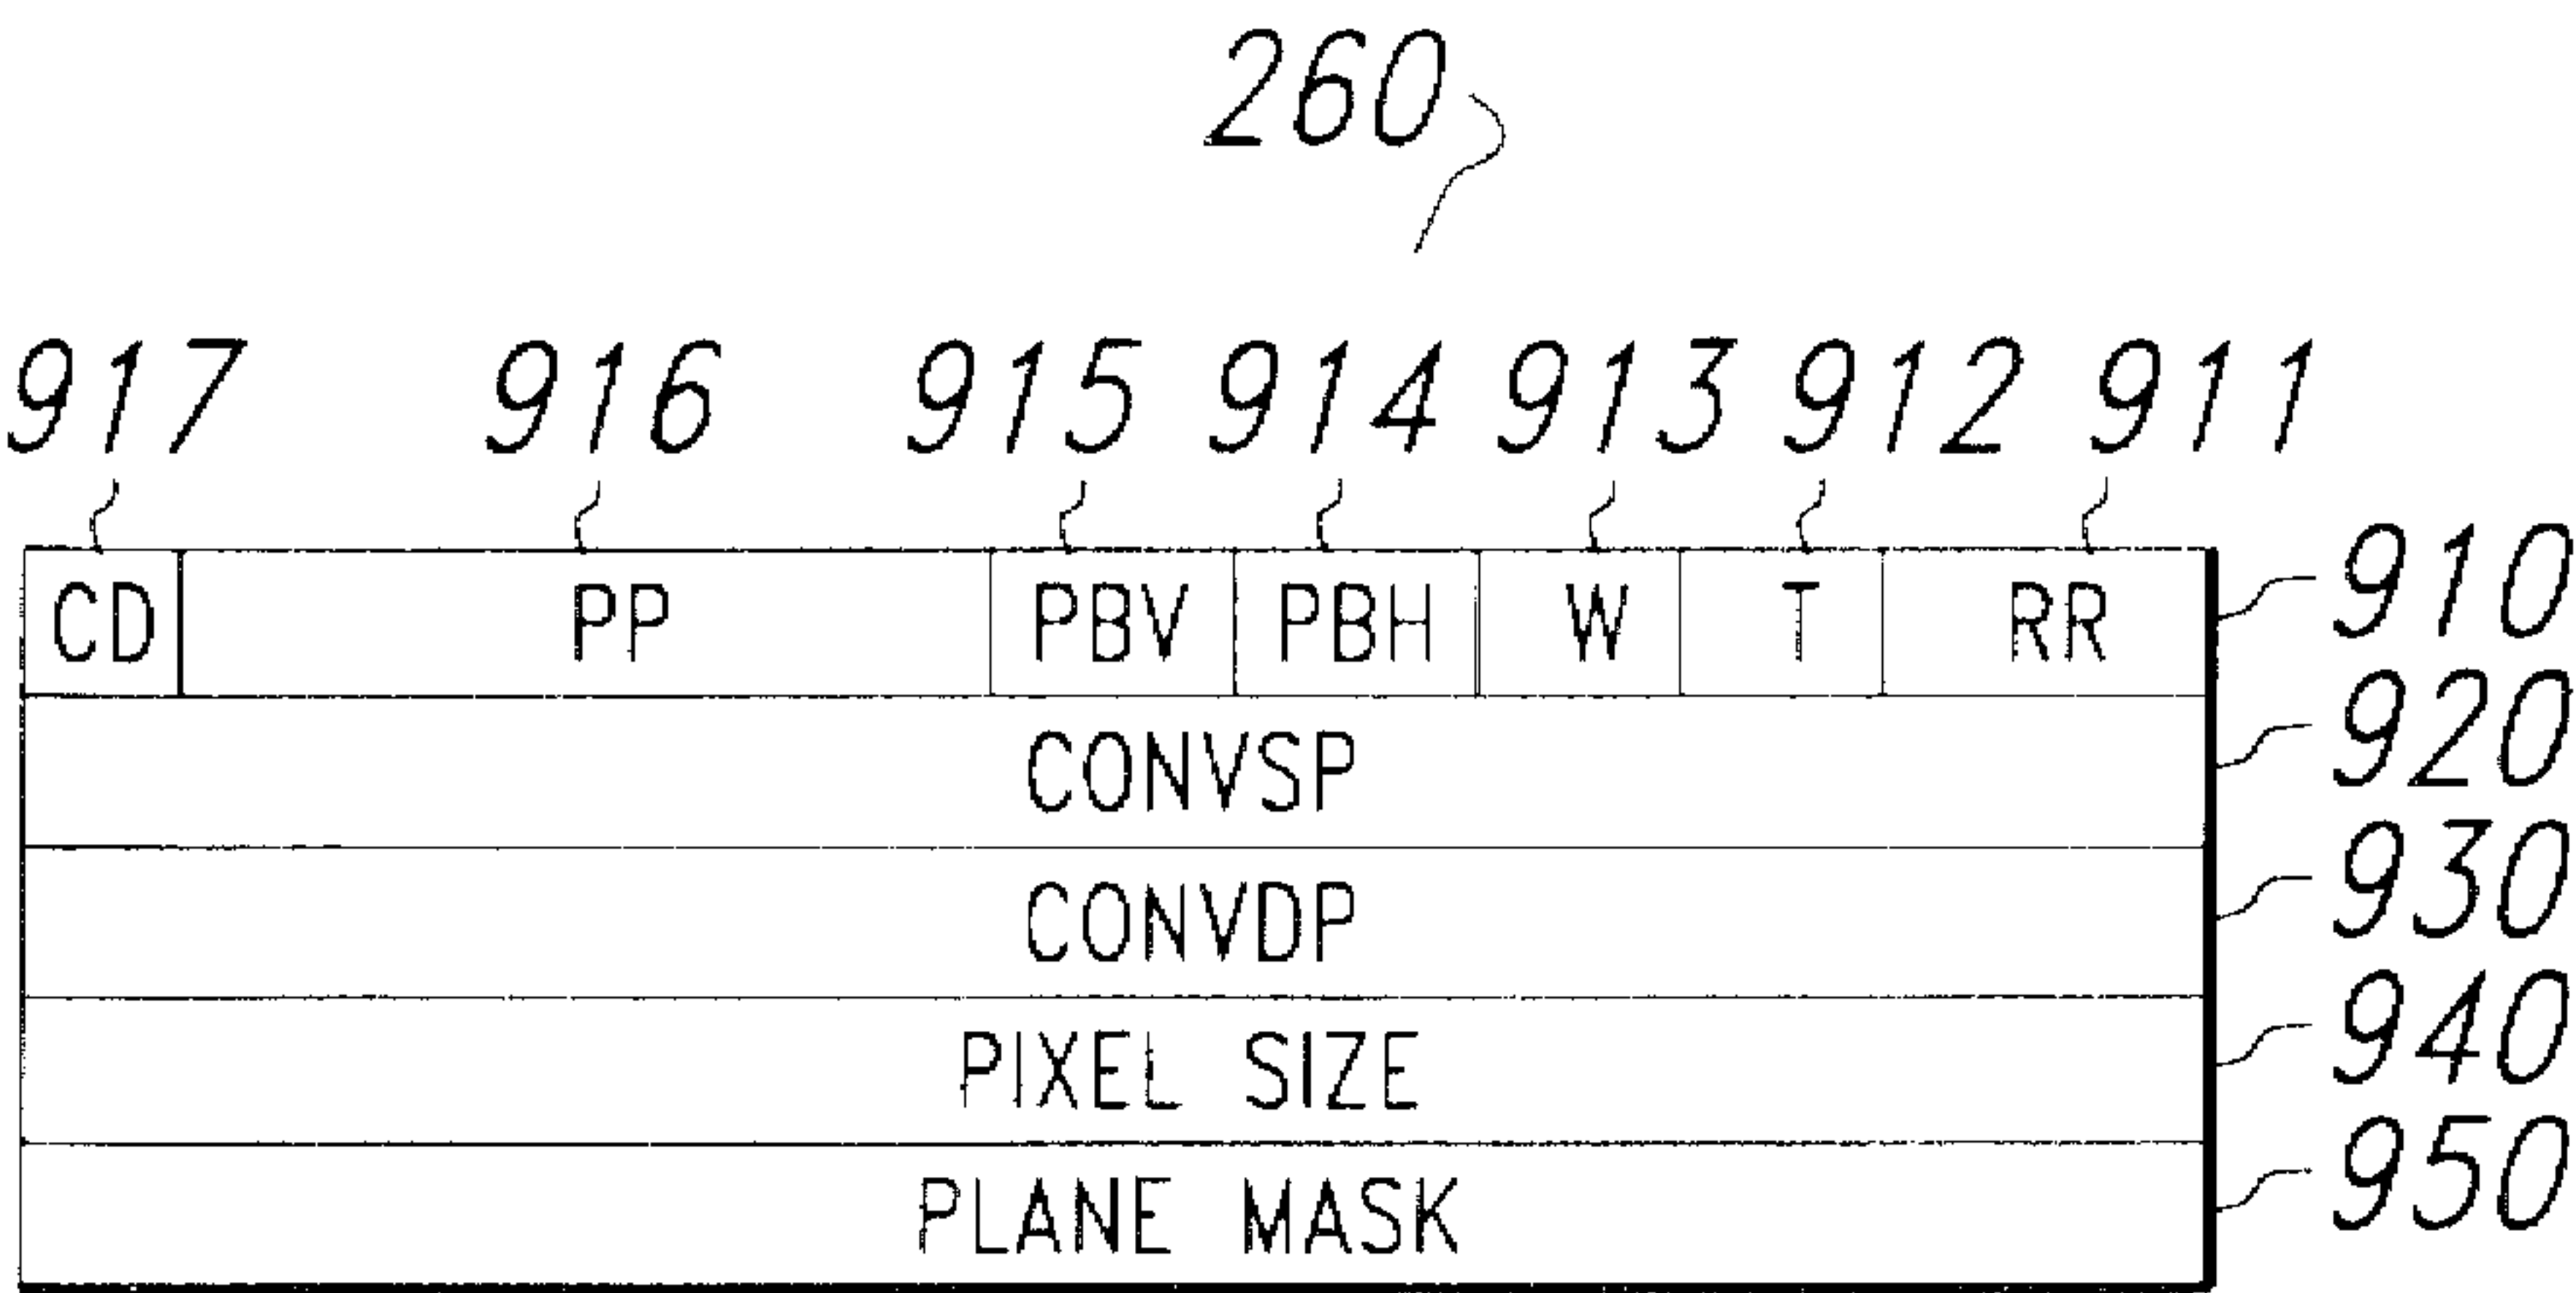 260
917 916 915 914 913 912 911
CD PP PBV PBH W T RR 910
CONVSP 920
CONVDP 930
PIXEL SIZE 940
PLANE MASK 950